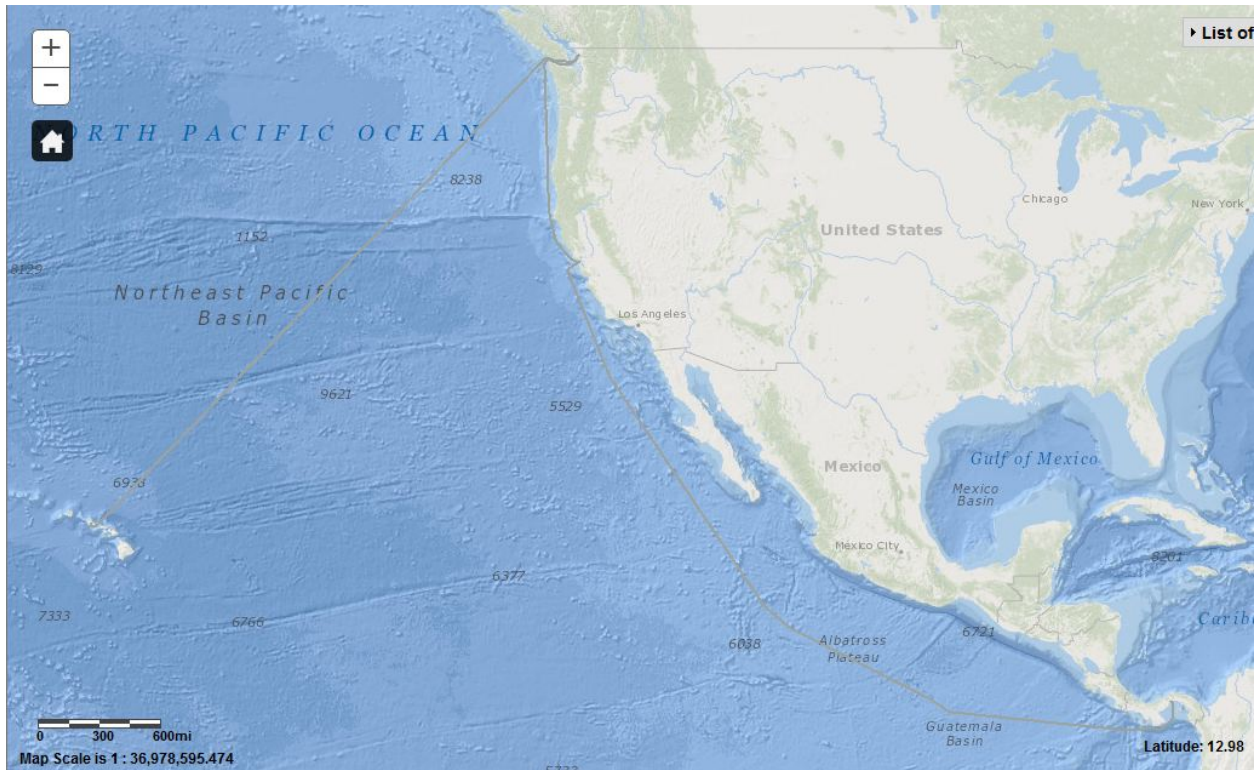 +
−
List of
NORTH PACIFIC OCEAN
8238
Chicago
New York
1152
United States
8129
Northeast Pacific
Basin
Los Angeles
9621
5529
Gulf of Mexico
Mexico
Mexico
Basin
6938
México City
8201
6377
7333
6766
6038
Albatross
Plateau
6721
Caribb
Guatemala
Basin
0 300 600mi
Latitude: 12.98
Map Scale is 1 : 36,978,595.474